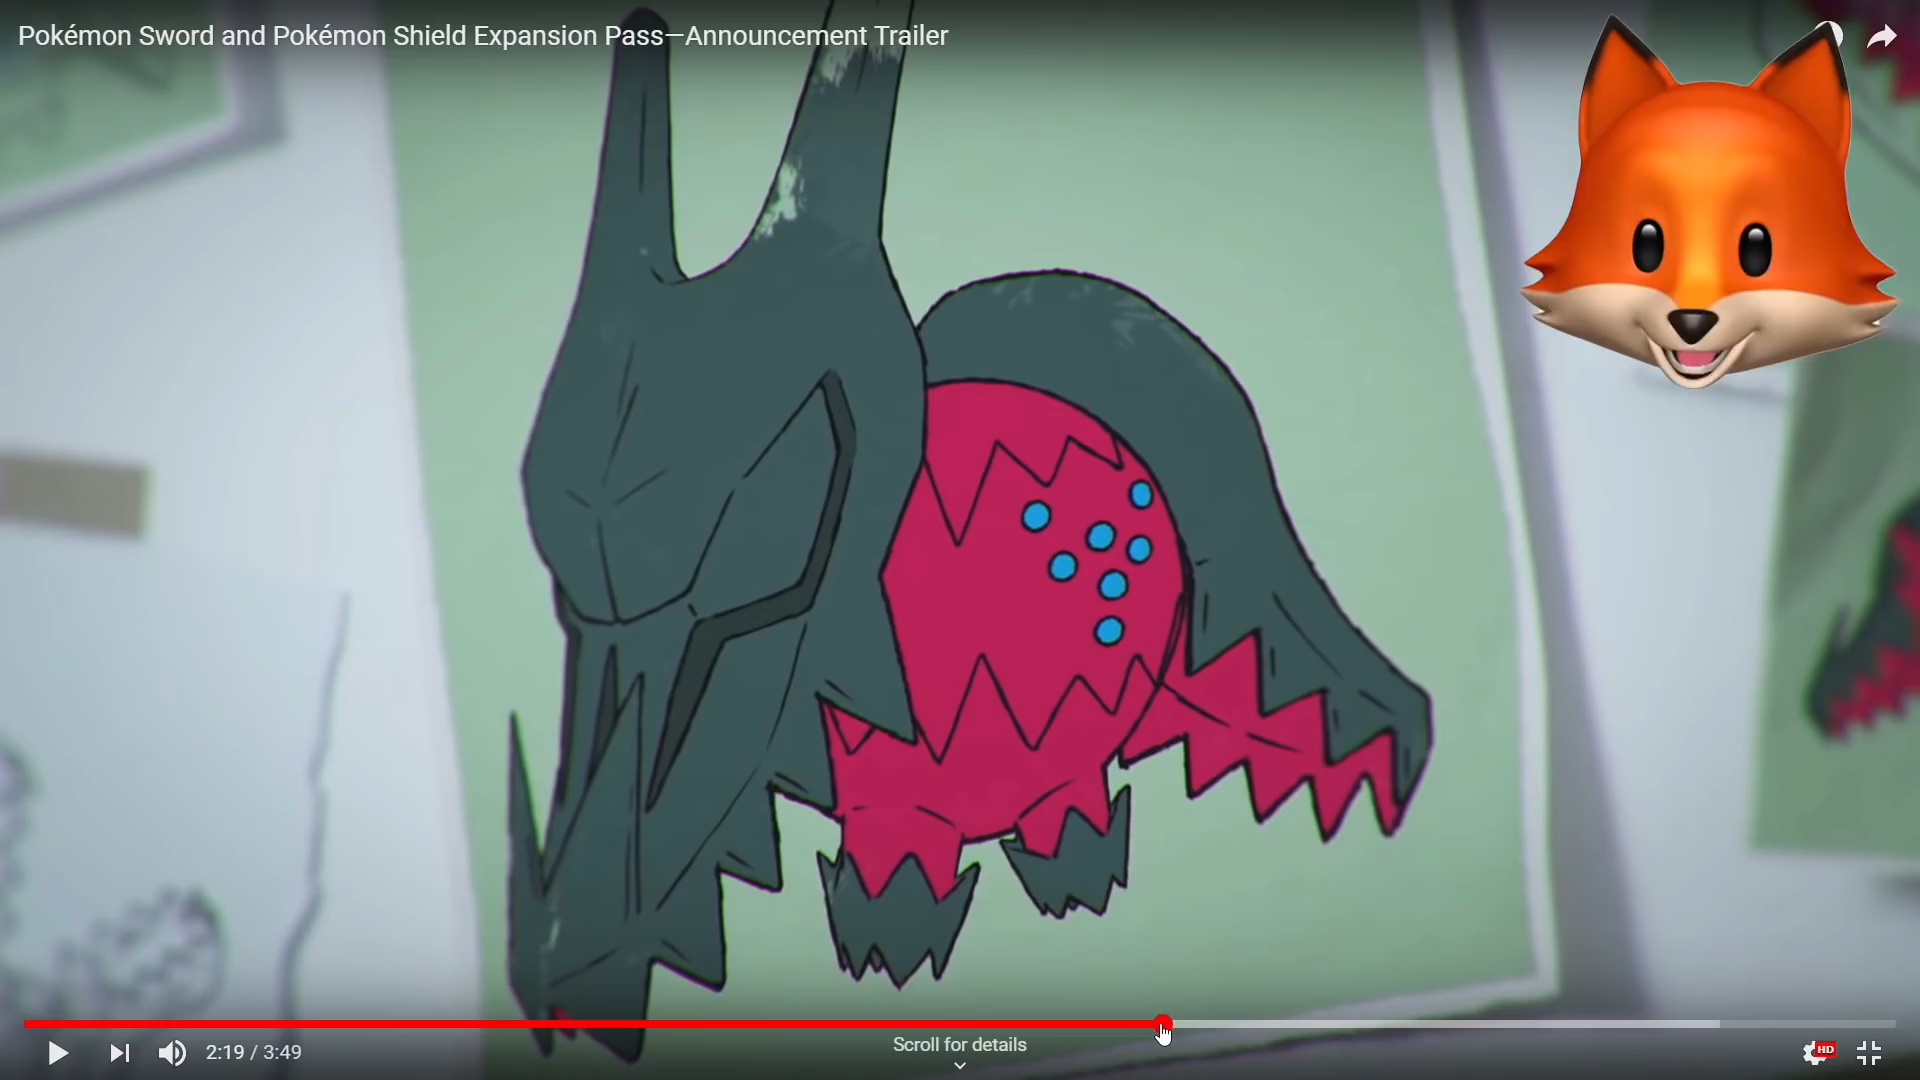 Pokémon Sword and Pokémon Shield Expansion Pass—Announcement Trailer
2:19 / 3:49
Scroll for details
HD